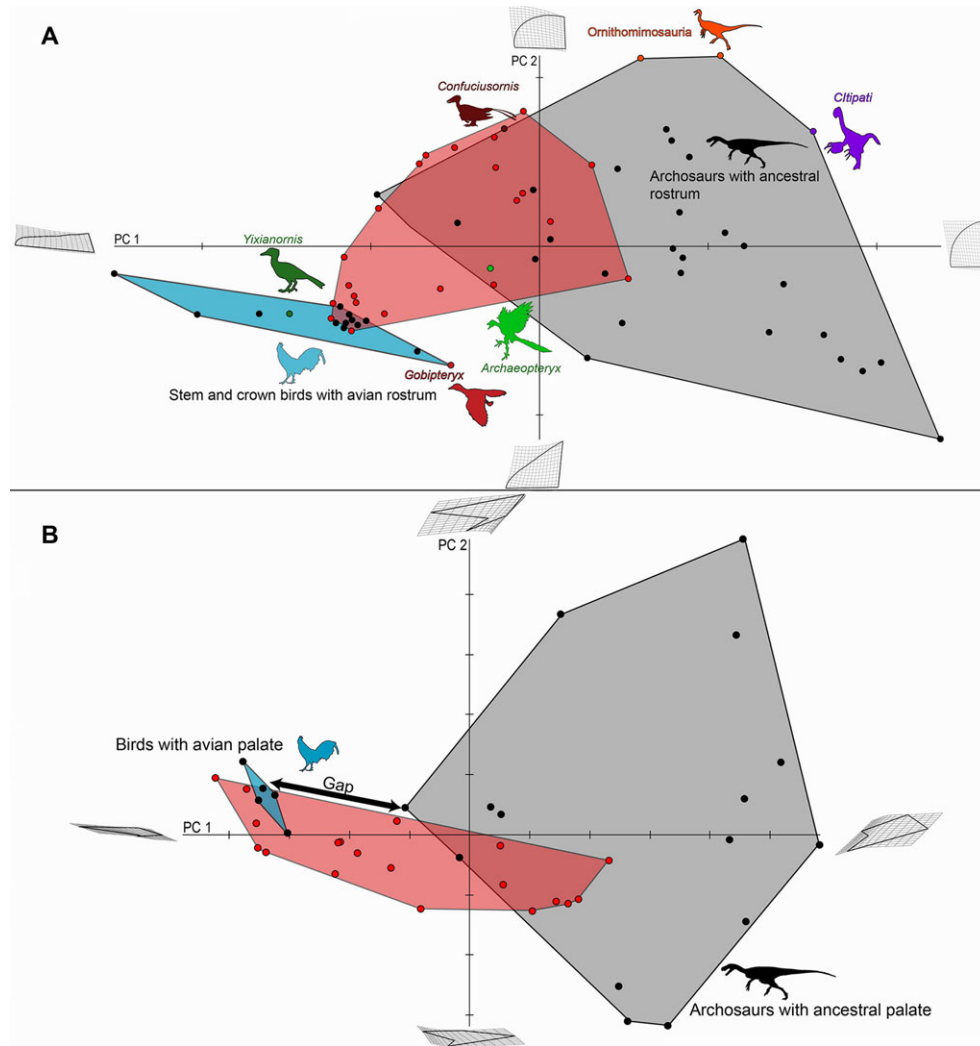 A
PC 2
Ornithomimosauria
Confuciusornis
CItipati
Archosaurs with ancestral
rostrum
PC 1
Yixianornis
Gobipteryx
Archaeopteryx
Stem and crown birds with avian rostrum
B
PC 2
Birds with avian palate
Gap
PC 1
Archosaurs with ancestral palate